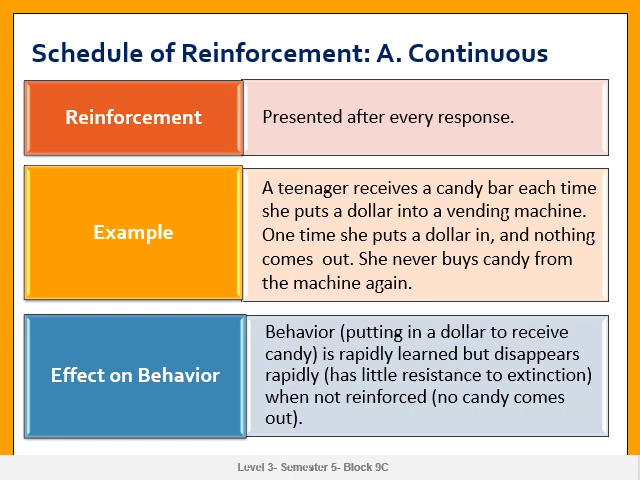 Schedule of Reinforcement: A. Continuous
Reinforcement
Presented after every response.
Example
A teenager receives a candy bar each time
she puts a dollar into a vending machine.
One time she puts a dollar in, and nothing
comes  out. She never buys candy from
the machine again.
Effect on Behavior
Behavior (putting in a dollar to receive
candy) is rapidly learned but disappears
rapidly (has little resistance to extinction)
when not reinforced (no candy comes
out).
Level 3- Semester 5- Block 9C